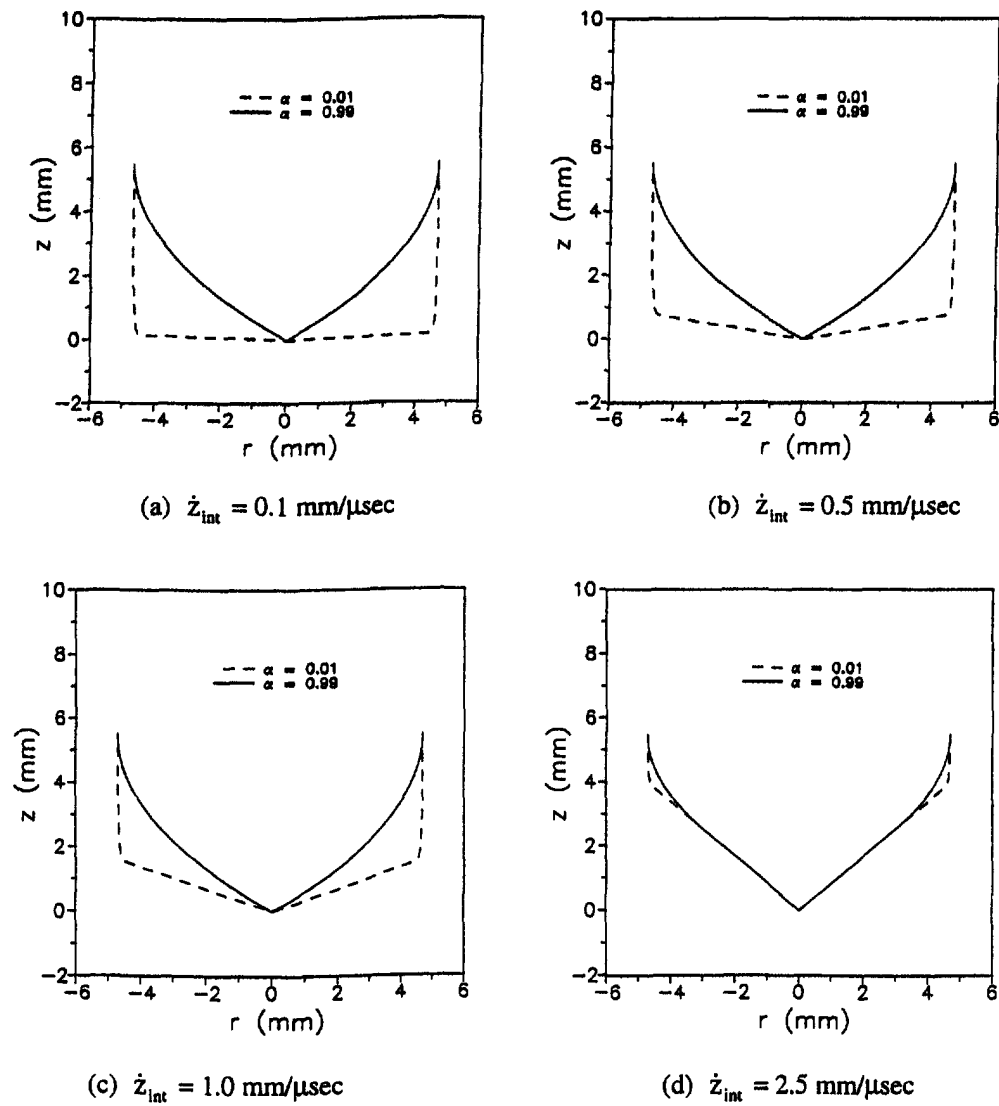 10
8
6
4
2
0
−2
z (mm)
α = 0.01
α = 0.99
−6 −4 −2 0 2 4 6
r (mm)
(a) ż_int = 0.1 mm/μsec
10
8
6
4
2
0
−2
z (mm)
α = 0.01
α = 0.99
−6 −4 −2 0 2 4 6
r (mm)
(b) ż_int = 0.5 mm/μsec
10
8
6
4
2
0
−2
z (mm)
α = 0.01
α = 0.99
−6 −4 −2 0 2 4 6
r (mm)
(c) ż_int = 1.0 mm/μsec
10
8
6
4
2
0
−2
z (mm)
α = 0.01
α = 0.99
−6 −4 −2 0 2 4 6
r (mm)
(d) ż_int = 2.5 mm/μsec